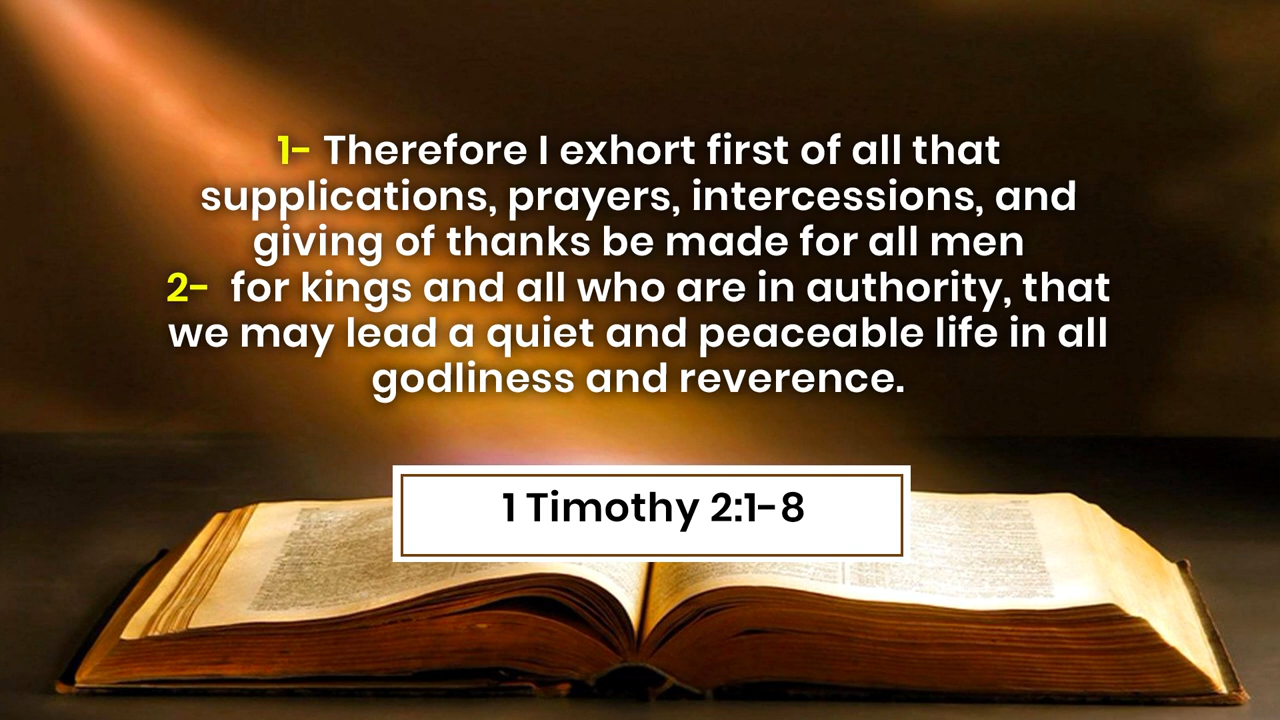 1- Therefore I exhort first of all that
supplications, prayers, intercessions, and
giving of thanks be made for all men
2- for kings and all who are in authority, that
we may lead a quiet and peaceable life in all
godliness and reverence.
1 Timothy 2:1-8